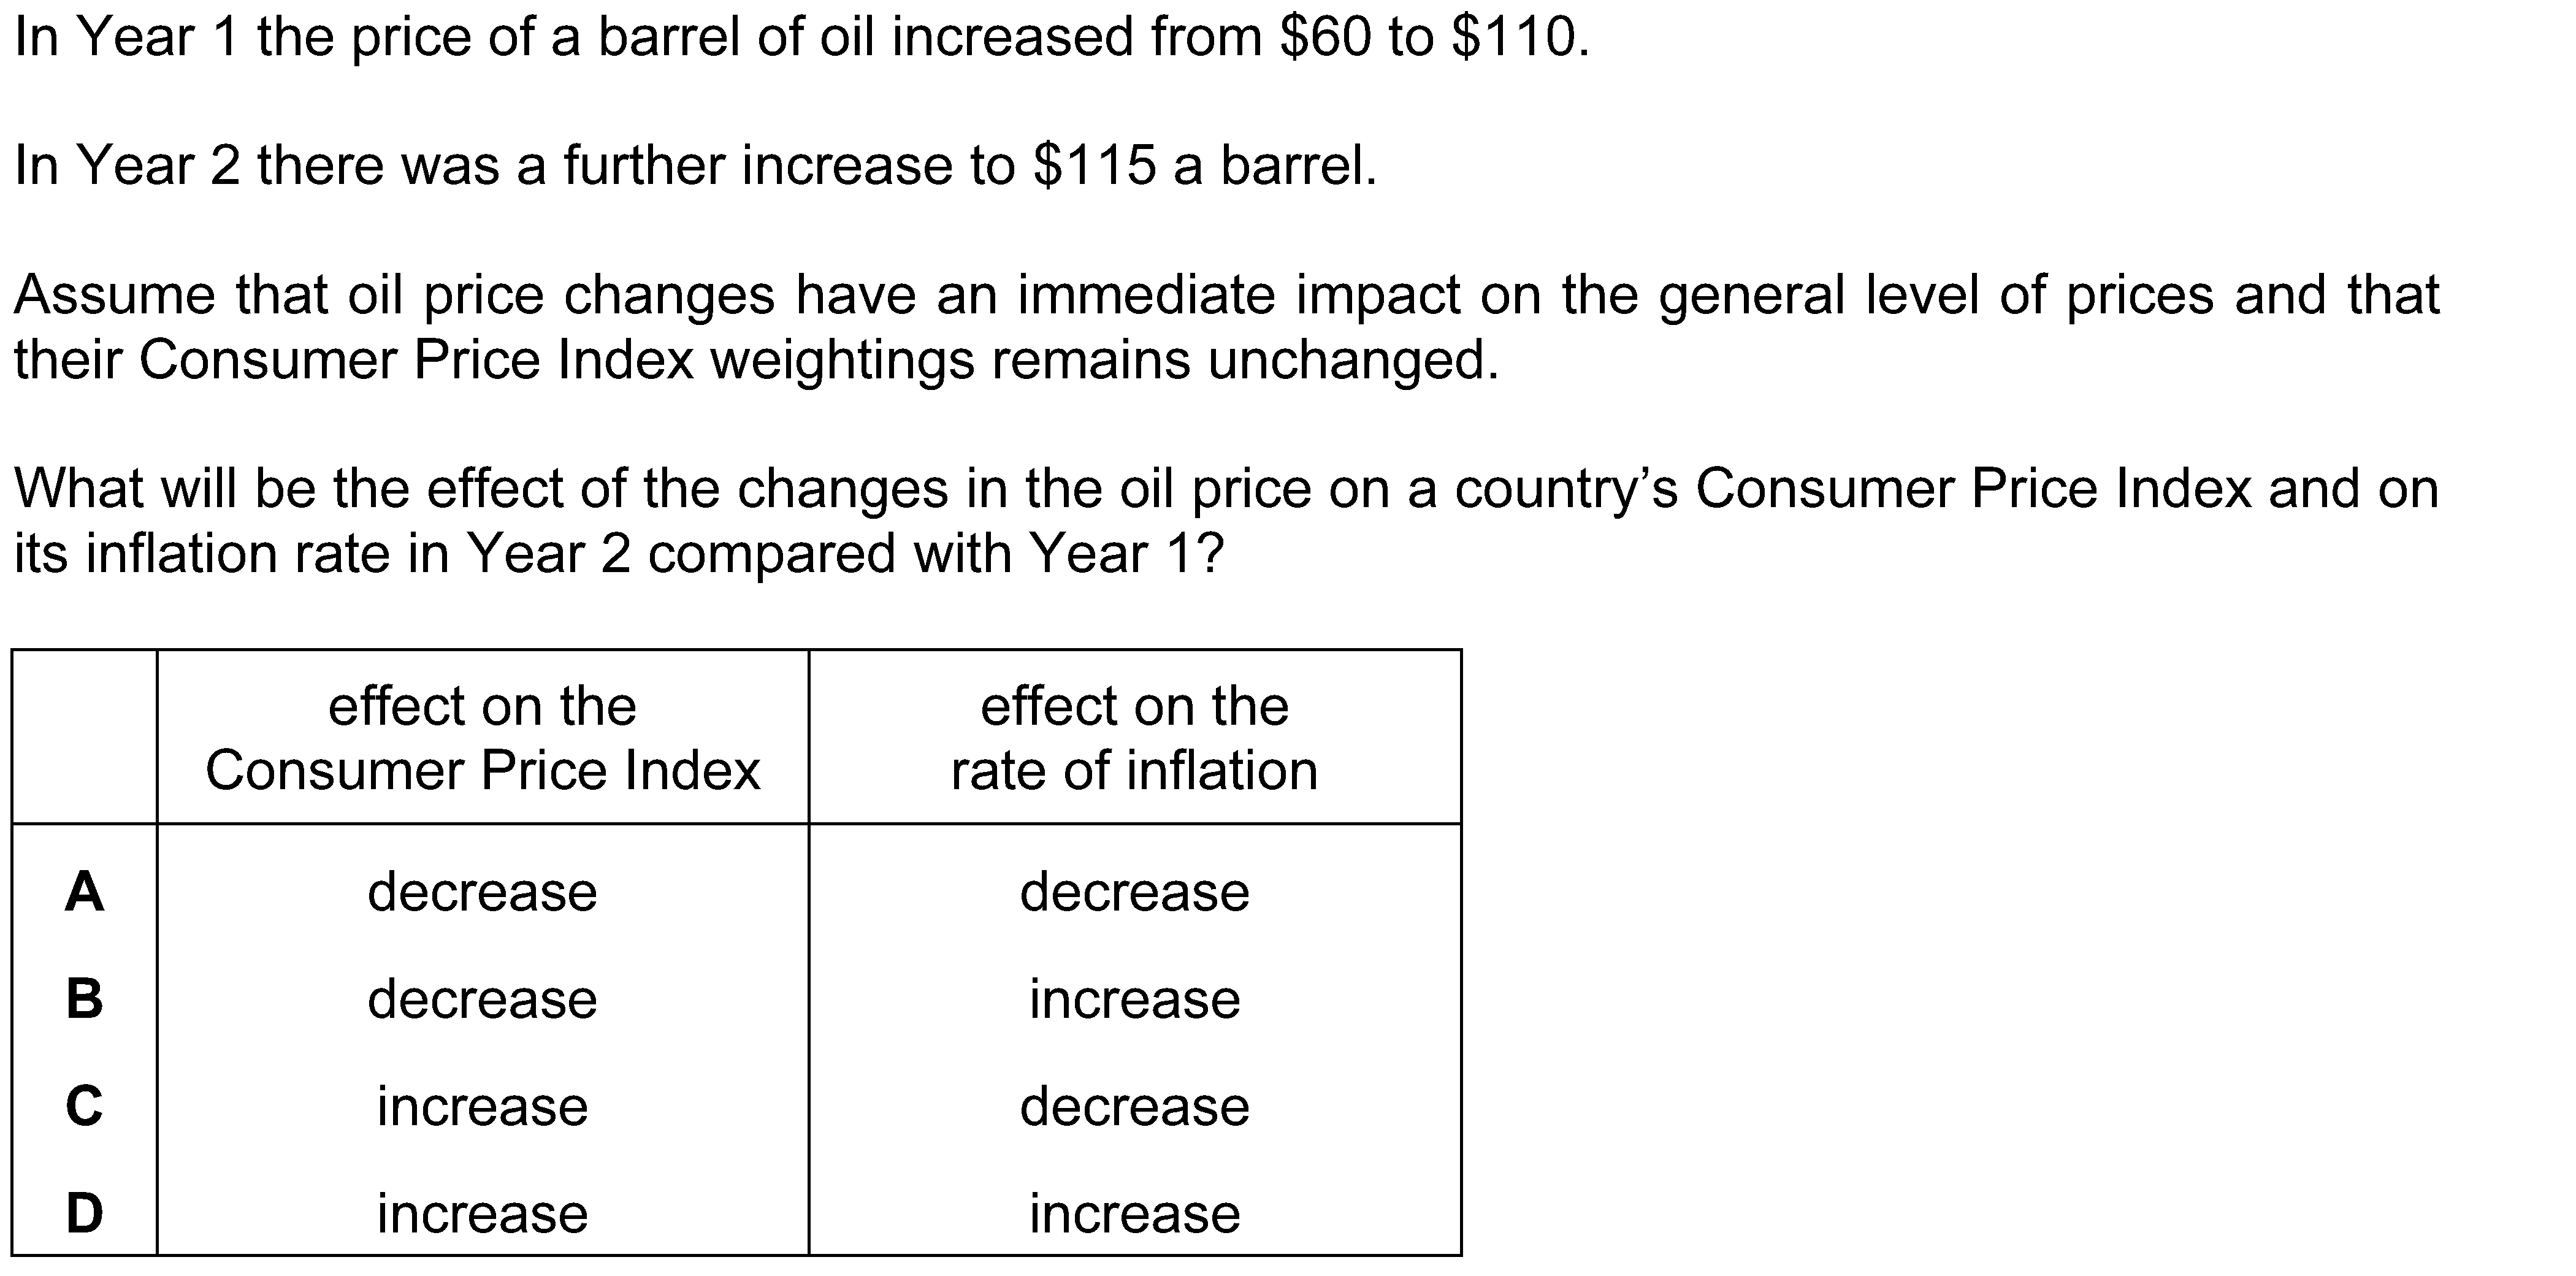 In Year 1 the price of a barrel of oil increased from $60 to $110.
In Year 2 there was a further increase to $115 a barrel.
Assume that oil price changes have an immediate impact on the general level of prices and that
their Consumer Price Index weightings remains unchanged.
What will be the effect of the changes in the oil price on a country’s Consumer Price Index and on
its inflation rate in Year 2 compared with Year 1?
effect on the effect on the
Consumer Price Index rate of inflation
A decrease decrease
B decrease increase
C increase decrease
D increase increase